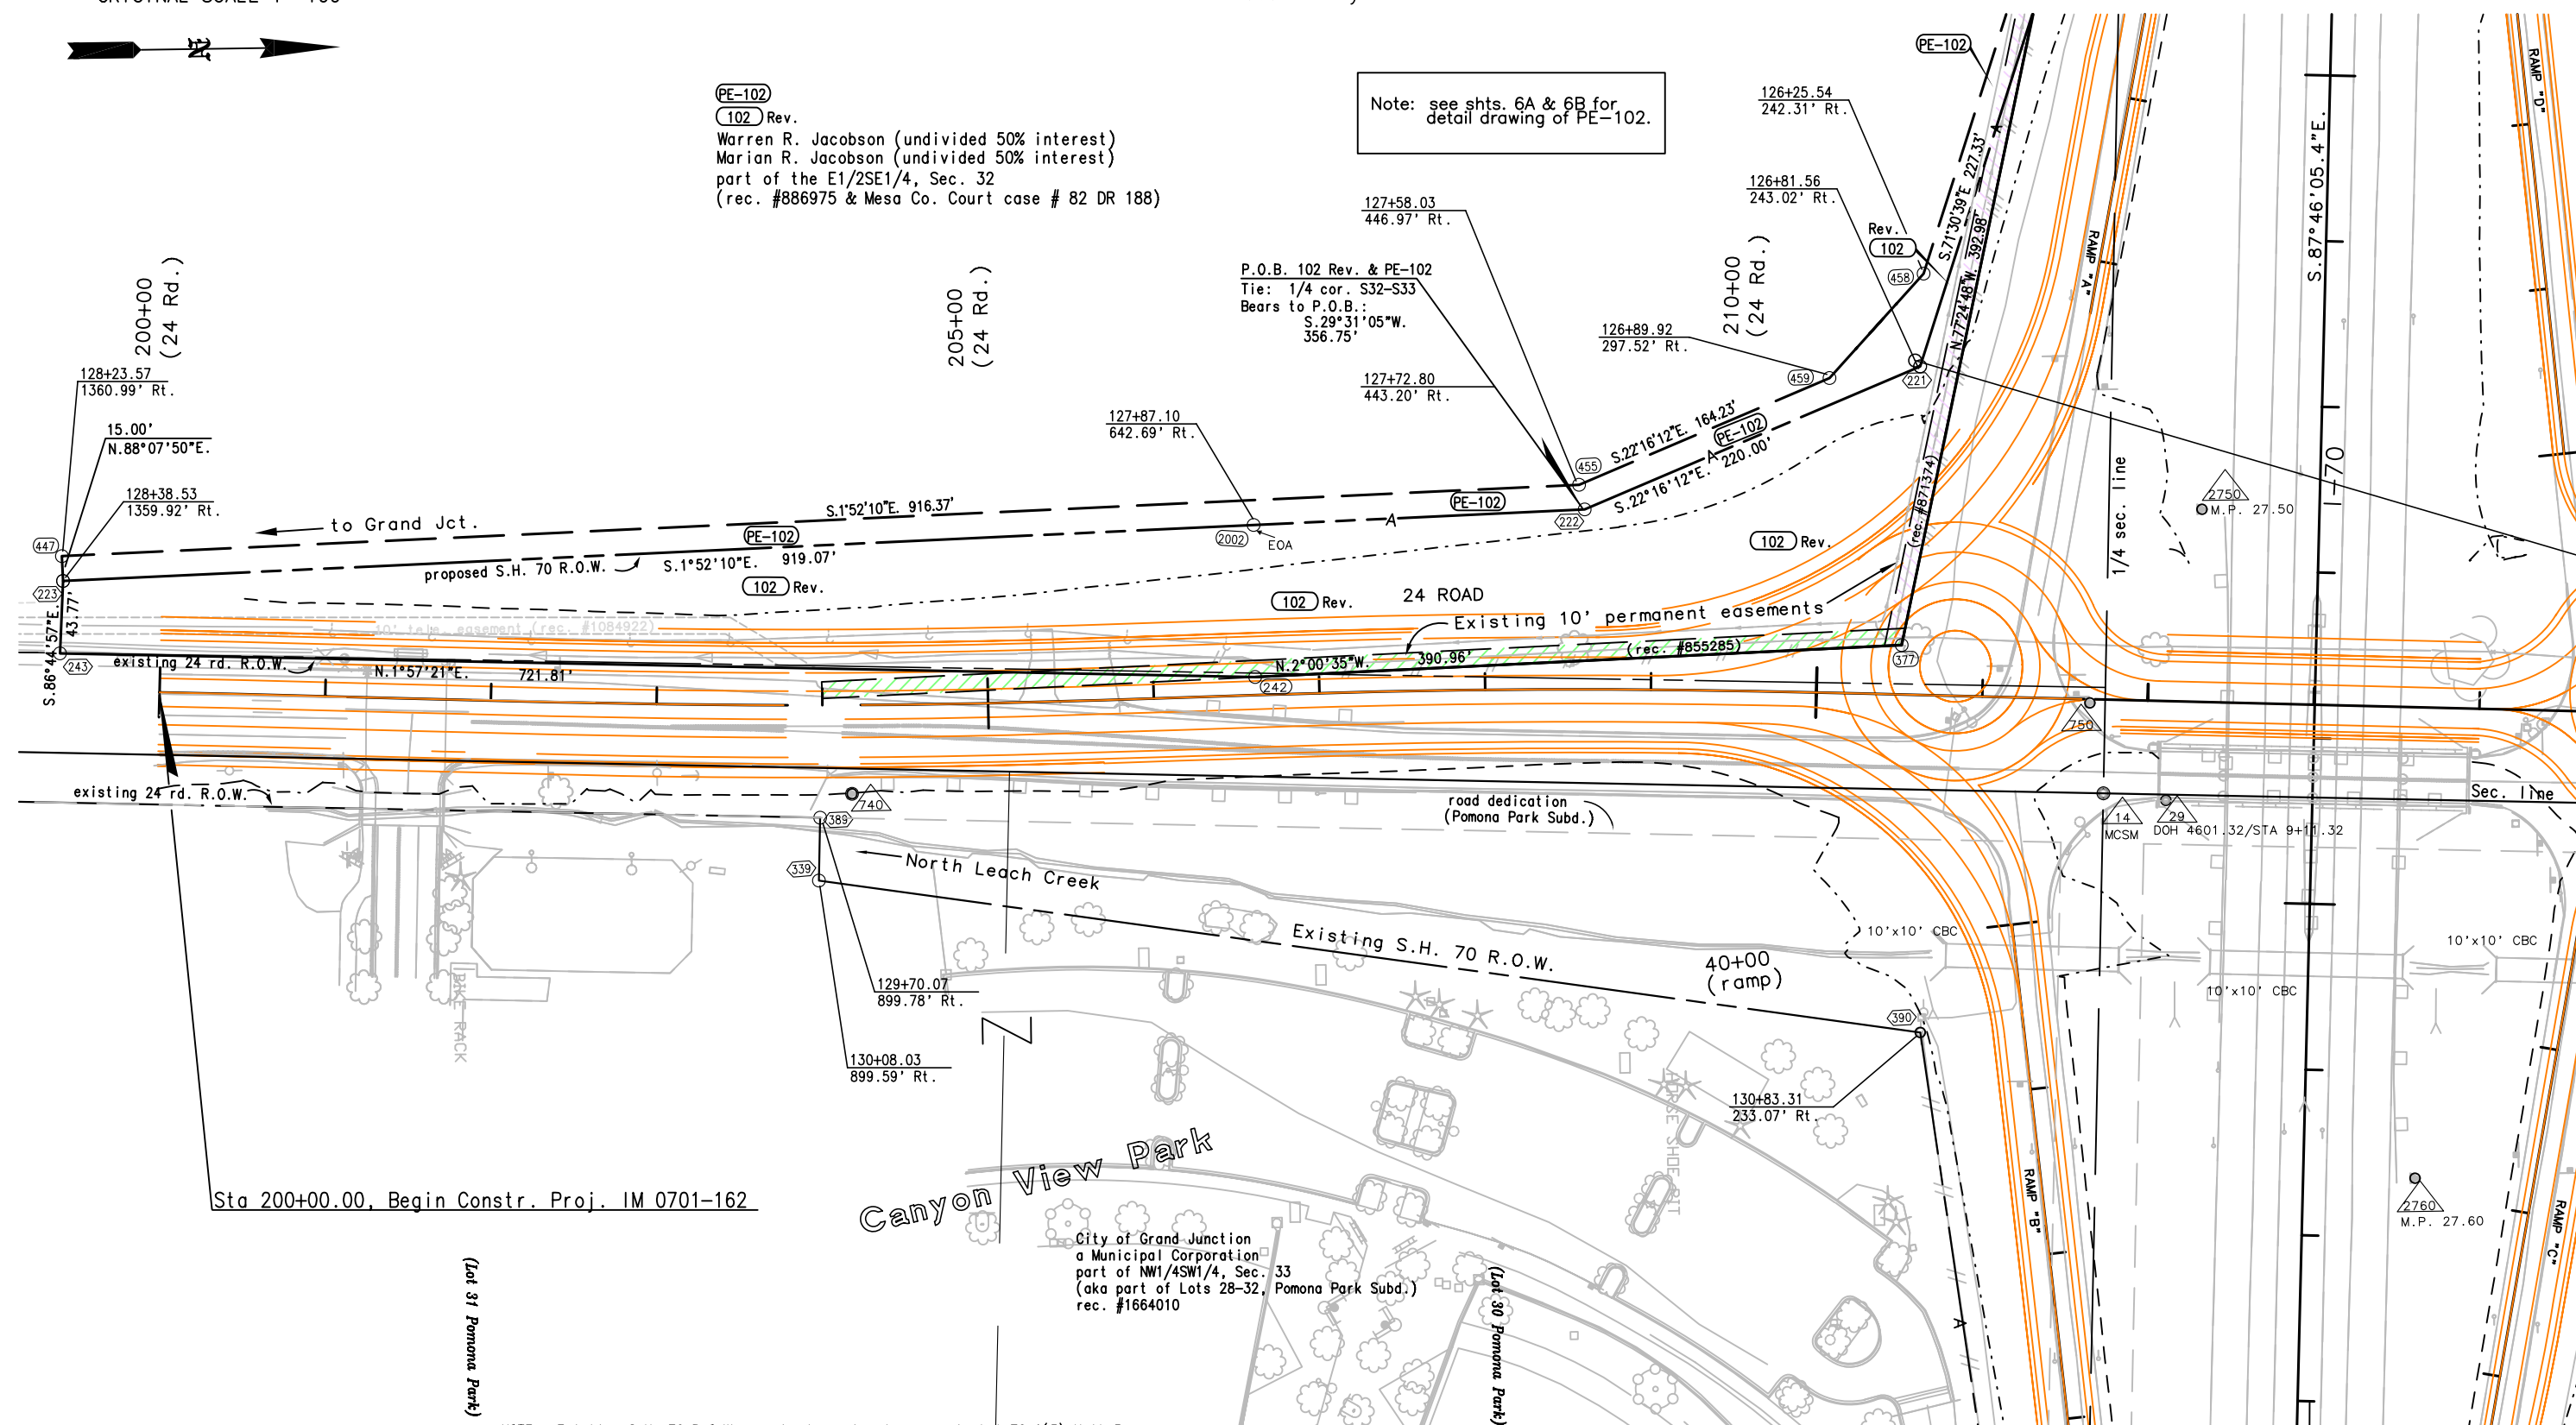 N
PE-102
102 Rev.
Warren R. Jacobson (undivided 50% interest)
Marian R. Jacobson (undivided 50% interest)
part of the E1/2SE1/4, Sec. 32
(rec. #886975 & Mesa Co. Court case # 82 DR 188)
Note: see shts. 6A & 6B for
detail drawing of PE-102.
PE-102
126+25.54
242.31' Rt.
126+81.56
243.02' Rt.
127+58.03
446.97' Rt.
Rev.
102
458
S.71°30'39"E 227.33'
N.77°24'48"W. 392.98'
A
RAMP "A"
RAMP "D"
S.87°46'05.4"E.
I-70
P.O.B. 102 Rev. & PE-102
Tie: 1/4 cor. S32-S33
Bears to P.O.B.:
S.29°31'05"W.
356.75'
200+00
(24 Rd.)
205+00
(24 Rd.)
210+00
(24 Rd.)
126+89.92
297.52' Rt.
459
221
128+23.57
1360.99' Rt.
127+72.80
443.20' Rt.
15.00'
N.88°07'50"E.
127+87.10
642.69' Rt.
S.22°16'12"E. 164.23'
PE-102
A
S.22°16'12"E. 220.00'
455
128+38.53
1359.92' Rt.
S.1°52'10"E. 916.37'
PE-102
to Grand Jct.
A
222
PE-102
2002
EOA
447
(rec. #871374)
1/4 sec. line
2750
M.P. 27.50
102 Rev.
proposed S.H. 70 R.O.W.
S.1°52'10"E. 919.07'
102 Rev.
223
S.86°44'57"E.
43.77'
102 Rev.
24 ROAD
Existing 10' permanent easements
10' tele. easement (rec. #1084922)
243
existing 24 rd. R.O.W.
N.1°57'21"E. 721.81'
N.2°00'35"W. 390.96'
(rec. #855285)
377
242
750
existing 24 rd. R.O.W.
740
389
road dedication
(Pomona Park Subd.)
Sec. line
14
MCSM
29
DOH 4601.32/STA 9+11.32
339
North Leach Creek
Existing S.H. 70 R.O.W.
10'x10' CBC
10'x10' CBC
10'x10' CBC
40+00
(ramp)
129+70.07
899.78' Rt.
390
BIKE RACK
130+08.03
899.59' Rt.
130+83.31
233.07' Rt.
HORSE SHOE PIT
Canyon View Park
Sta 200+00.00, Begin Constr. Proj. IM 0701-162
RAMP "B"
2760
M.P. 27.60
RAMP "C"
City of Grand Junction
a Municipal Corporation
part of NW1/4SW1/4, Sec. 33
(aka part of Lots 28-32, Pomona Park Subd.)
rec. #1664010
(Lot 31 Pomona Park)
(Lot 30 Pomona Park)
A